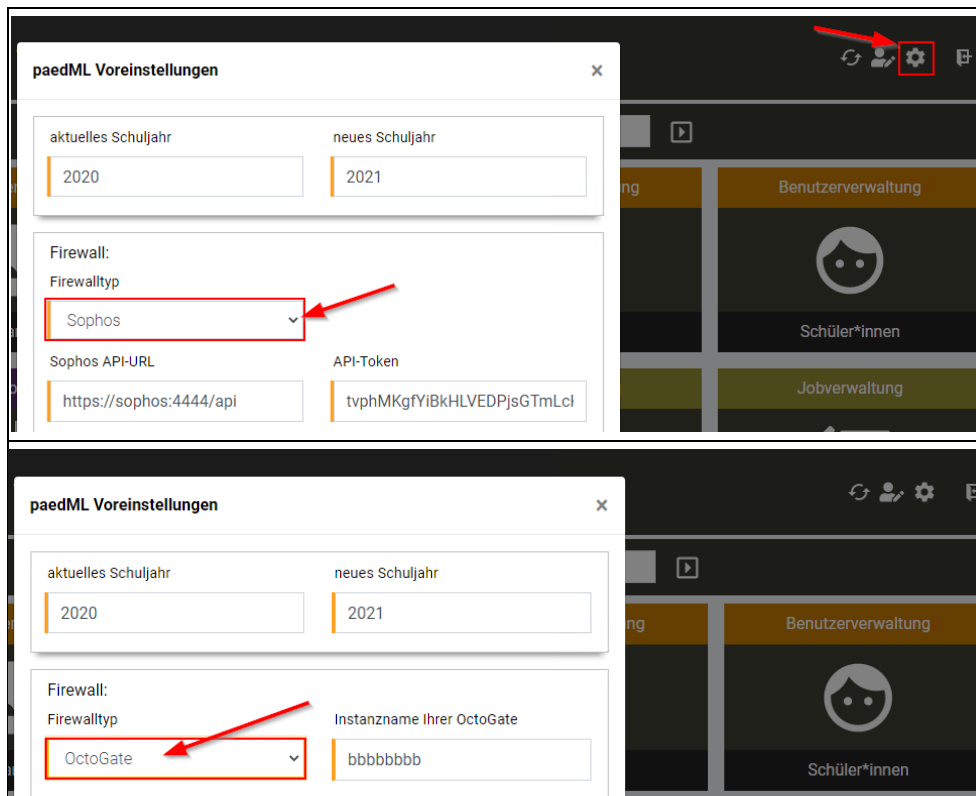 paedML Voreinstellungen ×
aktuelles Schuljahr neues Schuljahr
2020 2021
ng Benutzerverwaltung
Firewall:
Firewalltyp
Sophos
Schüler*innen
Sophos API-URL API-Token
Jobverwaltung
https://sophos:4444/api
paedML Voreinstellungen ×
aktuelles Schuljahr neues Schuljahr
2020 2021
ng Benutzerverwaltung
Firewall:
Firewalltyp Instanzname Ihrer OctoGate
OctoGate bbbbbbbb
Schüler*innen